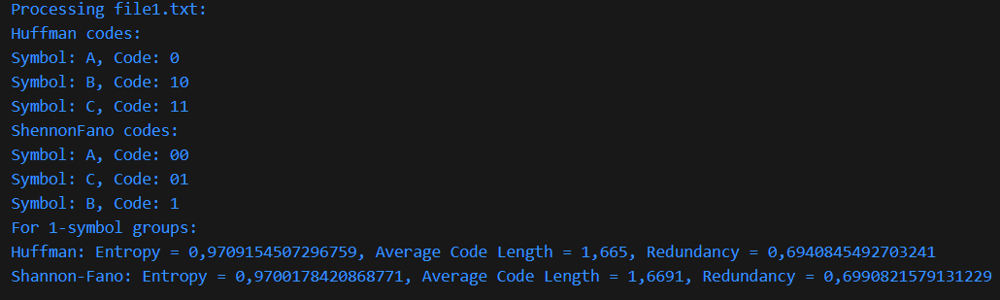 Processing file1.txt:
Huffman codes:
Symbol: A, Code: 0
Symbol: B, Code: 10
Symbol: C, Code: 11
ShennonFano codes:
Symbol: A, Code: 00
Symbol: C, Code: 01
Symbol: B, Code: 1
For 1-symbol groups:
Huffman: Entropy = 0,9709154507296759, Average Code Length = 1,665, Redundancy = 0,6940845492703241
Shannon-Fano: Entropy = 0,9700178420868771, Average Code Length = 1,6691, Redundancy = 0,6990821579131229